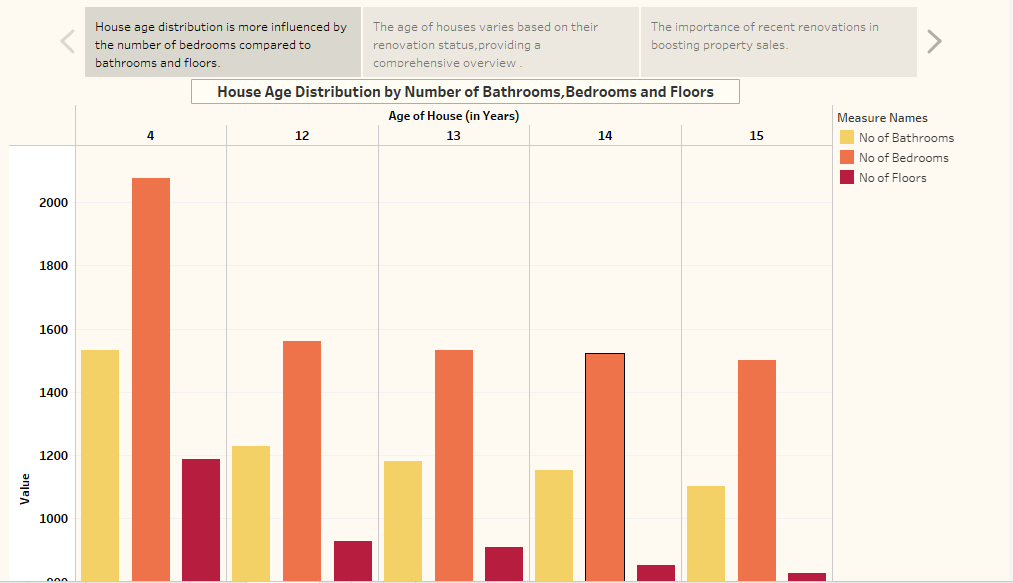 House age distribution is more influenced by
the number of bedrooms compared to
bathrooms and floors.
The age of houses varies based on their
renovation status,providing a
comprehensive overview .
The importance of recent renovations in
boosting property sales.
House Age Distribution by Number of Bathrooms,Bedrooms and Floors
Age of House (in Years)
4 12 13 14 15
Measure Names
No of Bathrooms
No of Bedrooms
No of Floors
2000
1800
1600
1400
1200
1000
Value